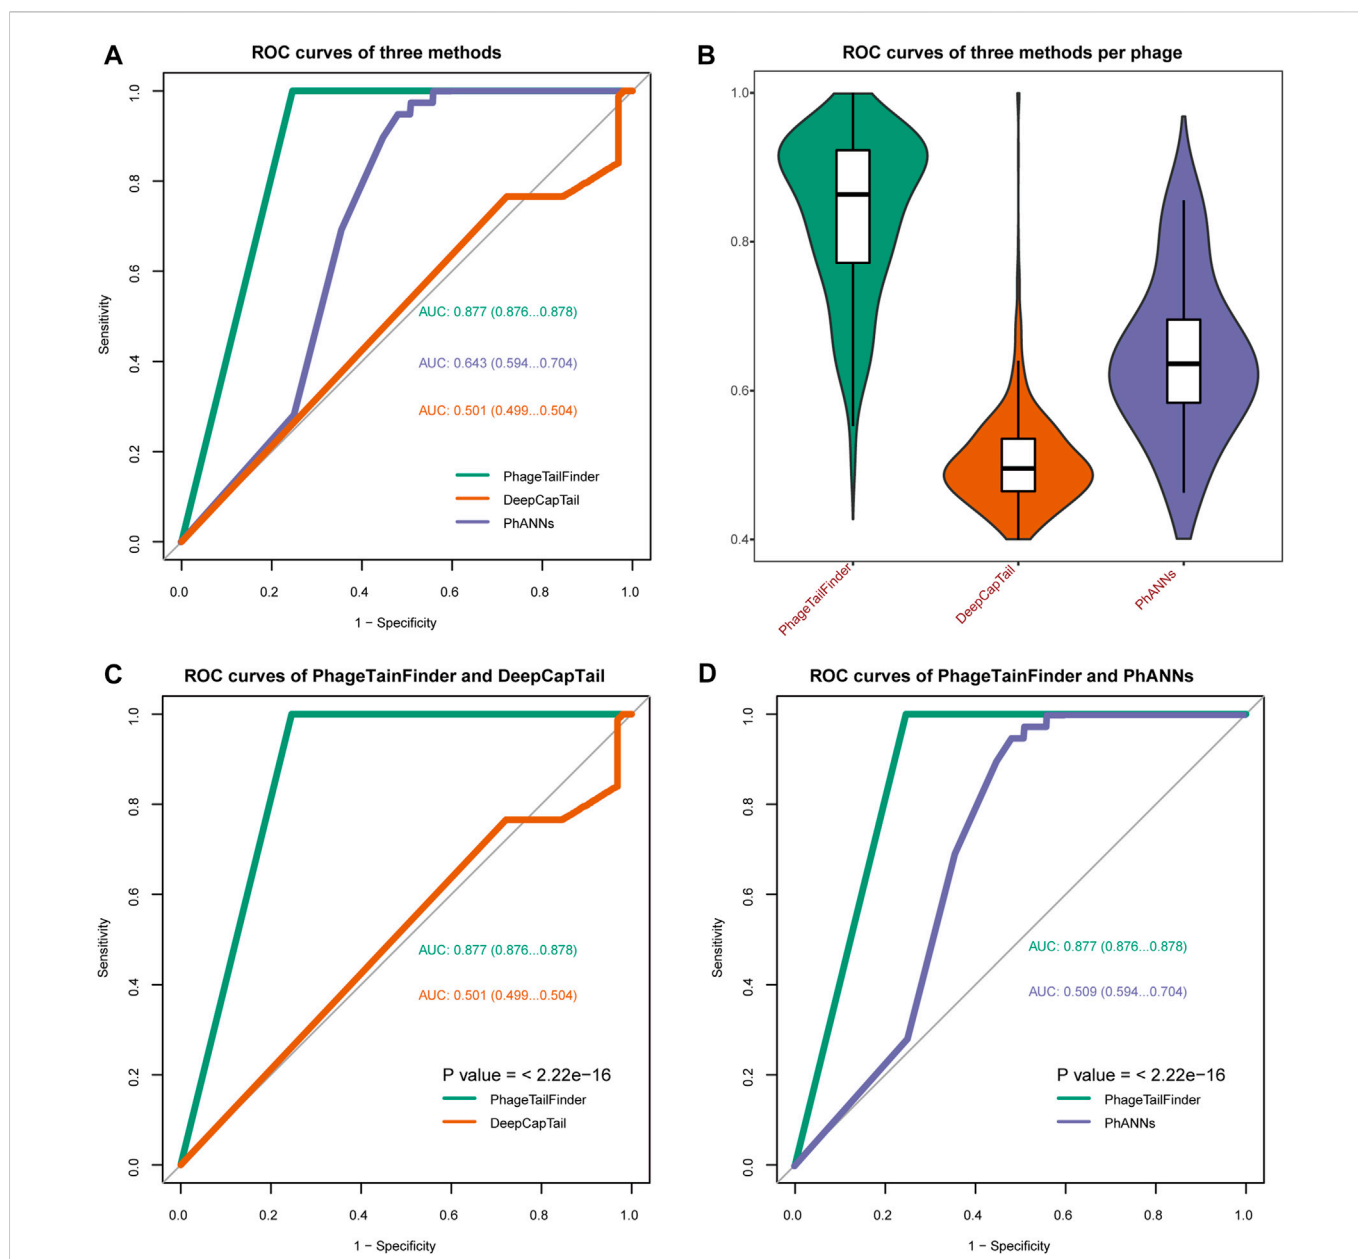 A
ROC curves of three methods
1.0
0.8
0.6
0.4
0.2
0.0
Sensitivity
AUC: 0.877 (0.876...0.878)
AUC: 0.643 (0.594...0.704)
AUC: 0.501 (0.499...0.504)
PhageTailFinder
DeepCapTail
PhANNs
0.0 0.2 0.4 0.6 0.8 1.0
1 − Specificity
B
ROC curves of three methods per phage
1.0
0.8
0.6
0.4
PhageTailFinder
DeepCapTail
PhANNs
C
ROC curves of PhageTainFinder and DeepCapTail
1.0
0.8
0.6
0.4
0.2
0.0
Sensitivity
AUC: 0.877 (0.876...0.878)
AUC: 0.501 (0.499...0.504)
P value = < 2.22e−16
PhageTailFinder
DeepCapTail
0.0 0.2 0.4 0.6 0.8 1.0
1 − Specificity
D
ROC curves of PhageTainFinder and PhANNs
1.0
0.8
0.6
0.4
0.2
0.0
Sensitivity
AUC: 0.877 (0.876...0.878)
AUC: 0.509 (0.594...0.704)
P value = < 2.22e−16
PhageTailFinder
PhANNs
0.0 0.2 0.4 0.6 0.8 1.0
1 − Specificity